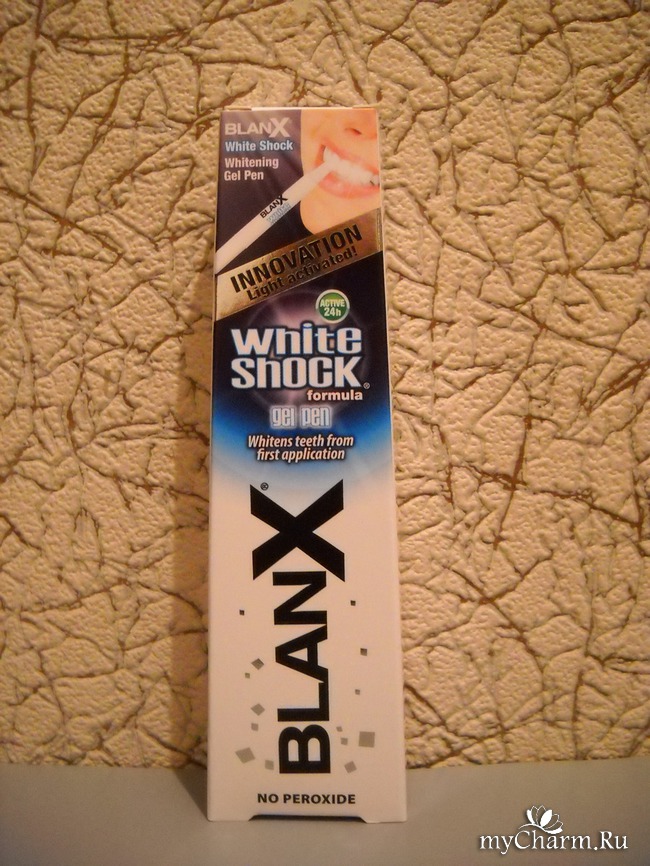 BLANX
White Shock
Whitening
Gel Pen
BLANX
INNOVATION
Light activated!
ACTIVE
24h
White
SHOCK®
formula
gel pen
Whitens teeth from
first application
BLANX®
NO PEROXIDE
myCharm.Ru